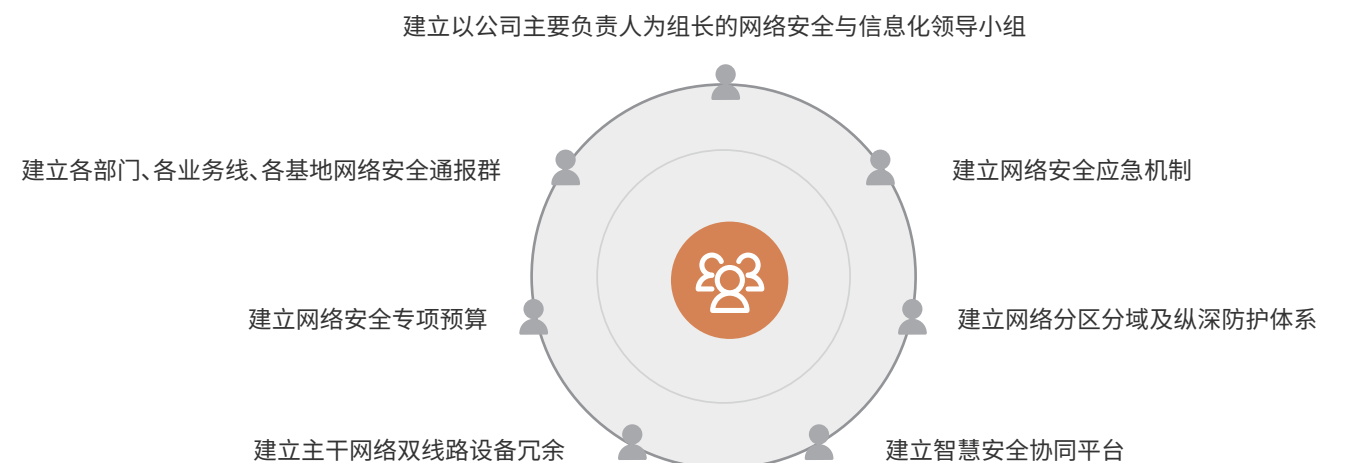 建立以公司主要负责人为组长的网络安全与信息化领导小组
建立各部门、各业务线、各基地网络安全通报群
建立网络安全应急机制
建立网络安全专项预算
建立网络分区分域及纵深防护体系
建立主干网络双线路设备冗余
建立智慧安全协同平台